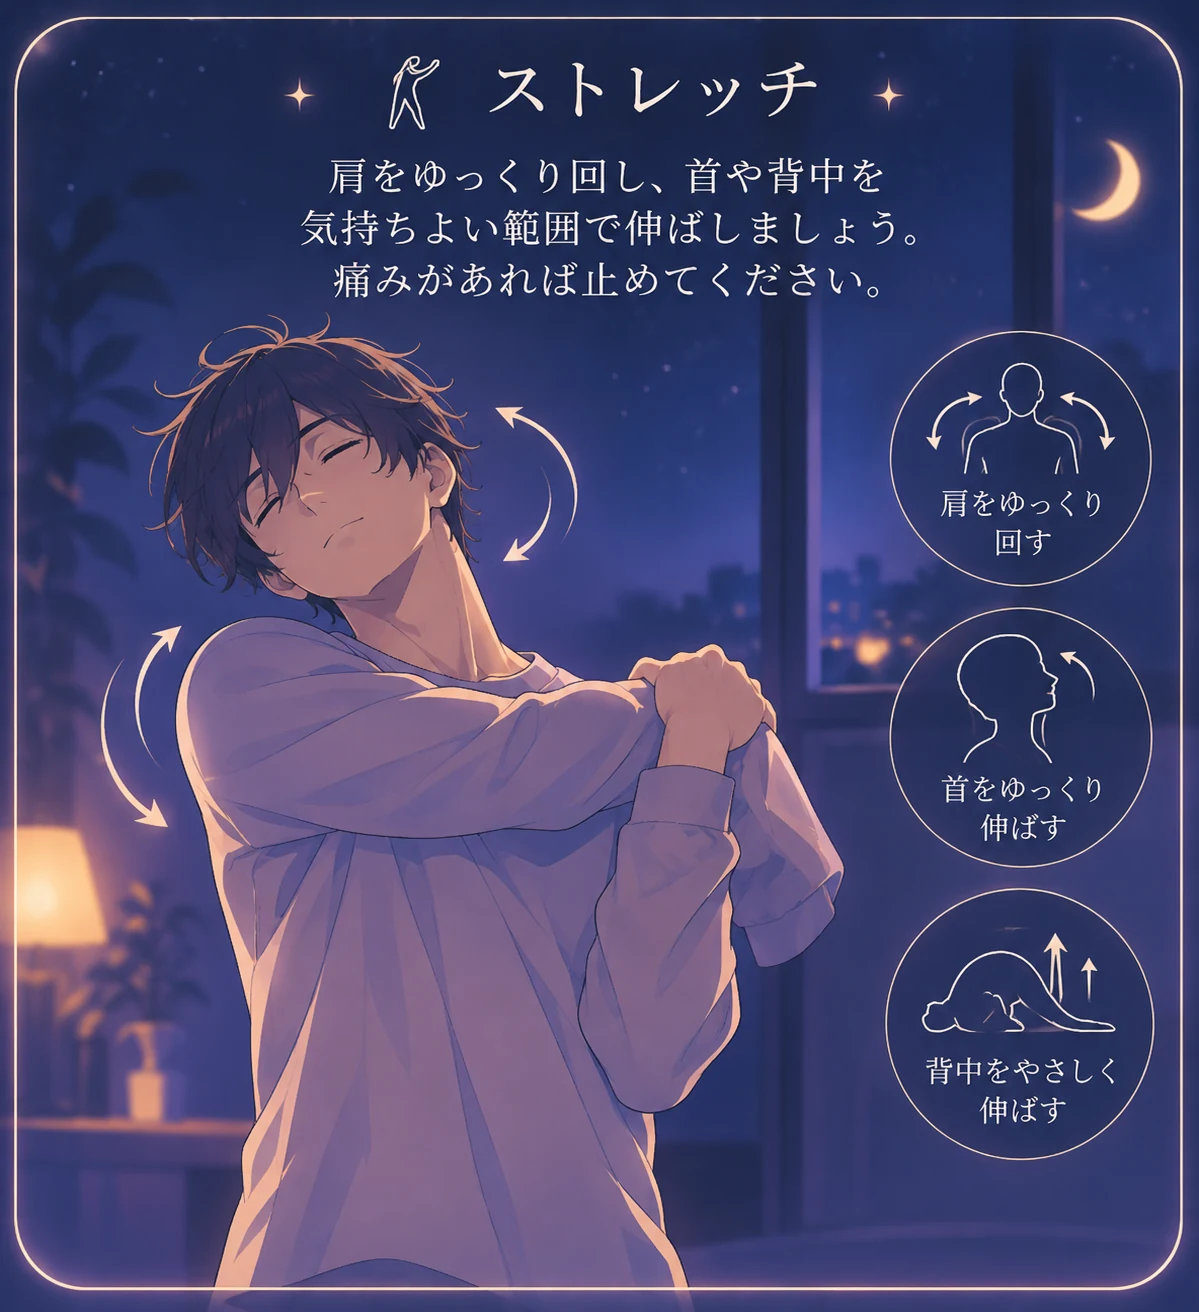 ストレッチ
肩をゆっくり回し、首や背中を
気持ちよい範囲で伸ばしましょう。
痛みがあれば止めてください。
肩をゆっくり
回す
首をゆっくり
伸ばす
背中をやさしく
伸ばす